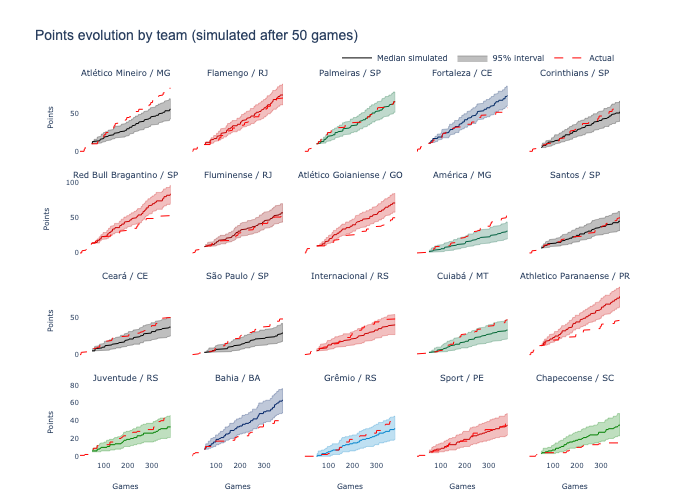 Points evolution by team (simulated after 50 games)
Median simulated 95% interval Actual
Atlético Mineiro / MG Flamengo / RJ Palmeiras / SP Fortaleza / CE Corinthians / SP
Points
50
0
Red Bull Bragantino / SP Fluminense / RJ Atlético Goianiense / GO América / MG Santos / SP
Points
100
50
0
Ceará / CE São Paulo / SP Internacional / RS Cuiabá / MT Athletico Paranaense / PR
Points
50
0
Juventude / RS Bahia / BA Grêmio / RS Sport / PE Chapecoense / SC
Points
80
60
40
20
0
100 200 300 100 200 300 100 200 300 100 200 300 100 200 300
Games Games Games Games Games